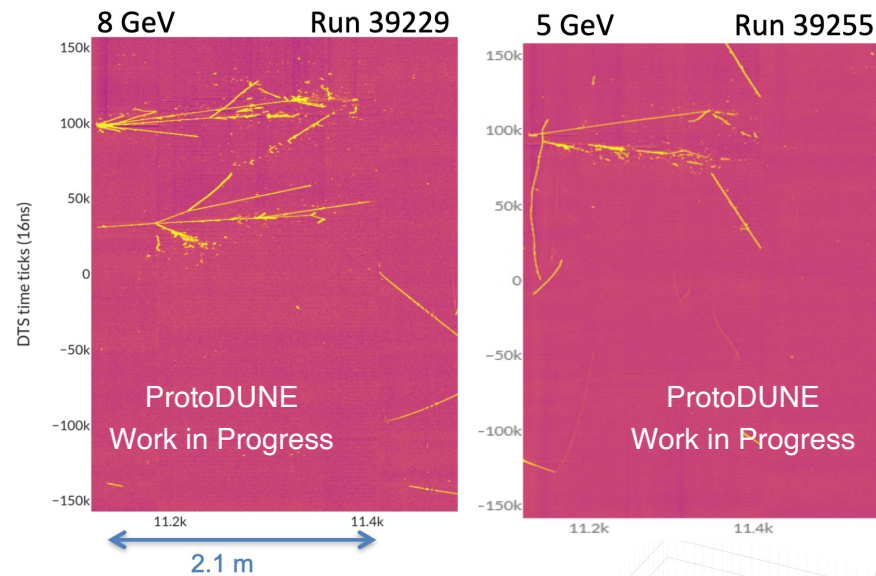 8 GeV Run 39229
5 GeV Run 39255
DTS time ticks (16ns)
150k
100k
50k
0
−50k
−100k
−150k
11.2k 11.4k
ProtoDUNE
Work in Progress
2.1 m
150k
100k
50k
0
−50k
−100k
−150k
11.2k 11.4k
ProtoDUNE
Work in Progress